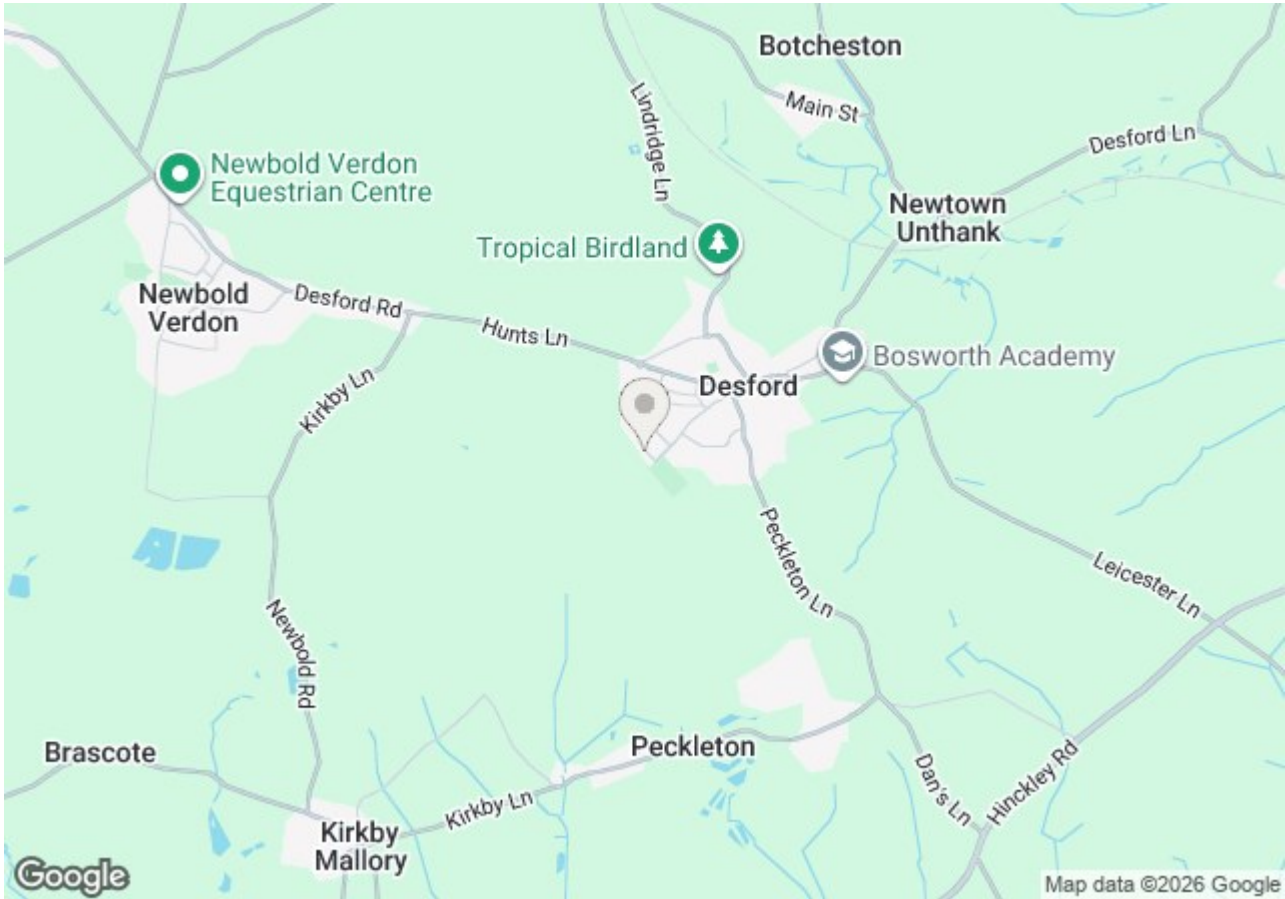 Botcheston
Main St
Lindridge Ln
Desford Ln
Newbold Verdon
Equestrian Centre
Newtown
Unthank
Tropical Birdland
Newbold
Verdon
Desford Rd
Hunts Ln
Bosworth Academy
Desford
Kirkby Ln
Peckleton Ln
Leicester Ln
Newbold Rd
Brascote
Peckleton
Dan's Ln
Hinckley Rd
Kirkby Ln
Kirkby
Mallory
Google
Map data ©2026 Google